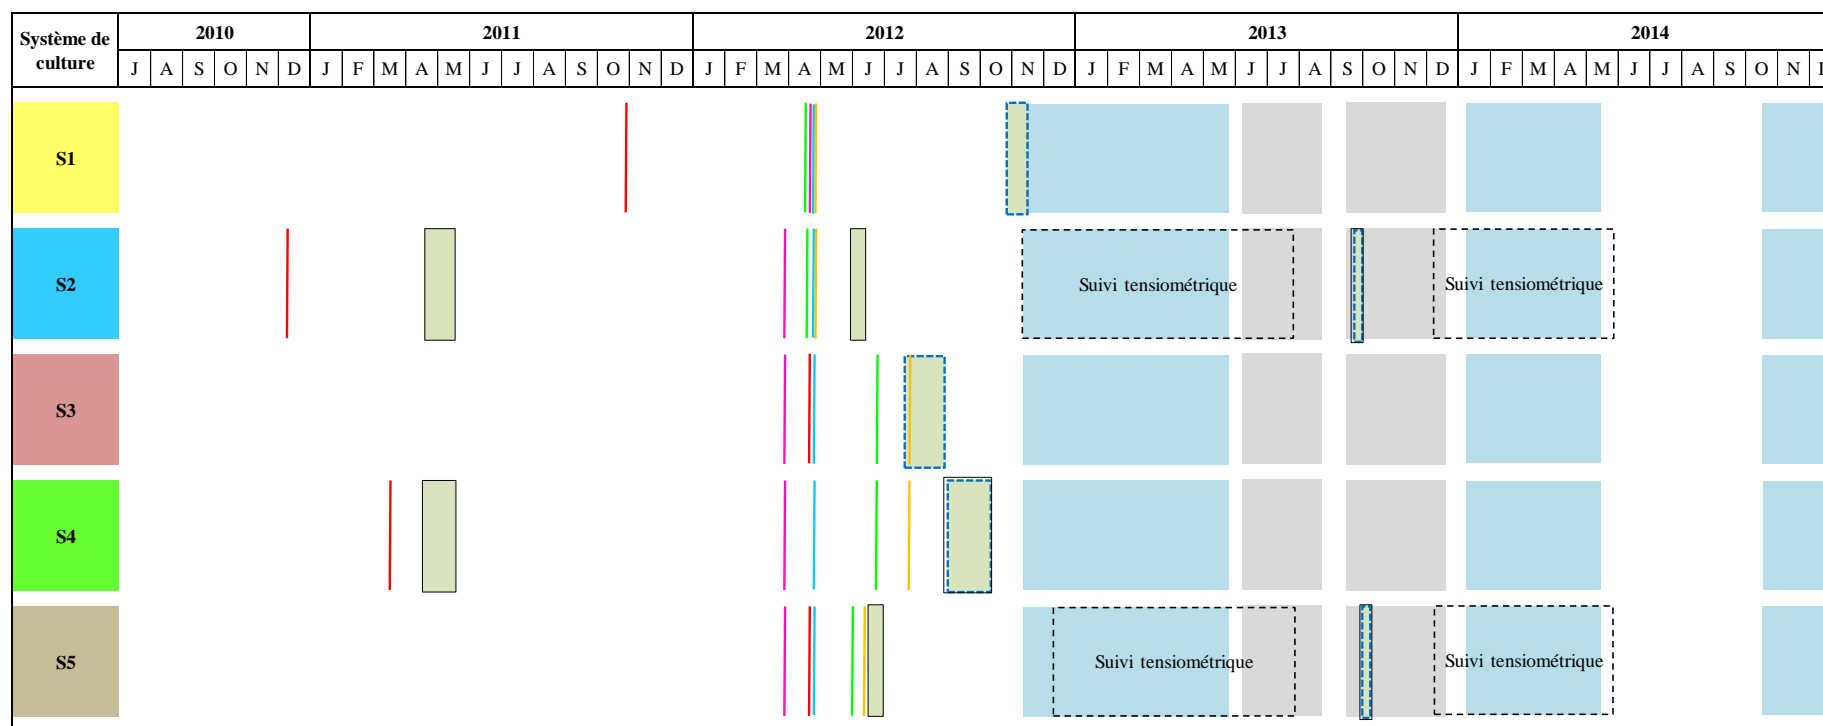 Système de culture 2010 2011 2012 2013 2014
J A S O N D J F M A M J J A S O N D J F M A M J J A S O N D J F M A M J J A S O N D J F M A M J J A S O N
S1
S2 Suivi tensiométrique Suivi tensiométrique
S3
S4
S5 Suivi tensiométrique Suivi tensiométrique